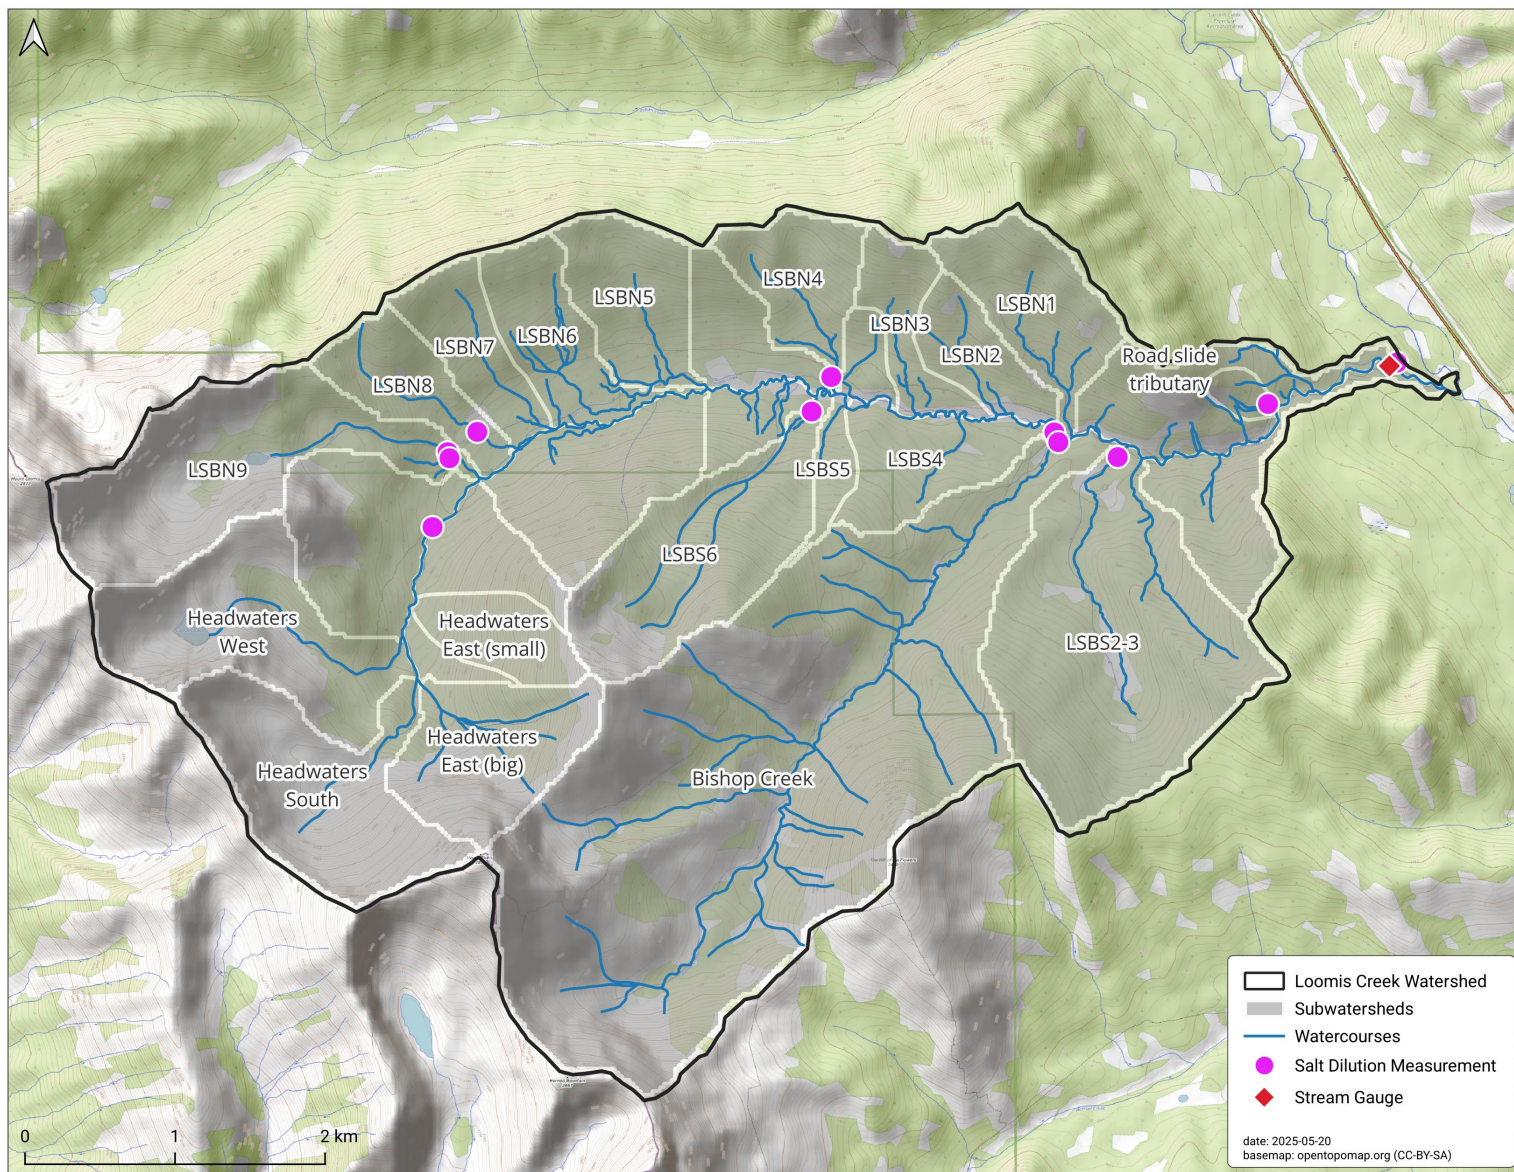 LSBN4
LSBN5
LSBN1
LSBN3
LSBN6
LSBN7
LSBN2
Road slide
tributary
LSBN8
LSBN9
LSBS5
LSBS4
LSBS6
Headwaters
West
Headwaters
East (small)
LSBS2-3
Headwaters
East (big)
Headwaters
South
Bishop Creek
Loomis Creek Watershed
Subwatersheds
Watercourses
Salt Dilution Measurement
Stream Gauge
date: 2025-05-20
basemap: opentopomap.org (CC-BY-SA)
0
1
2 km